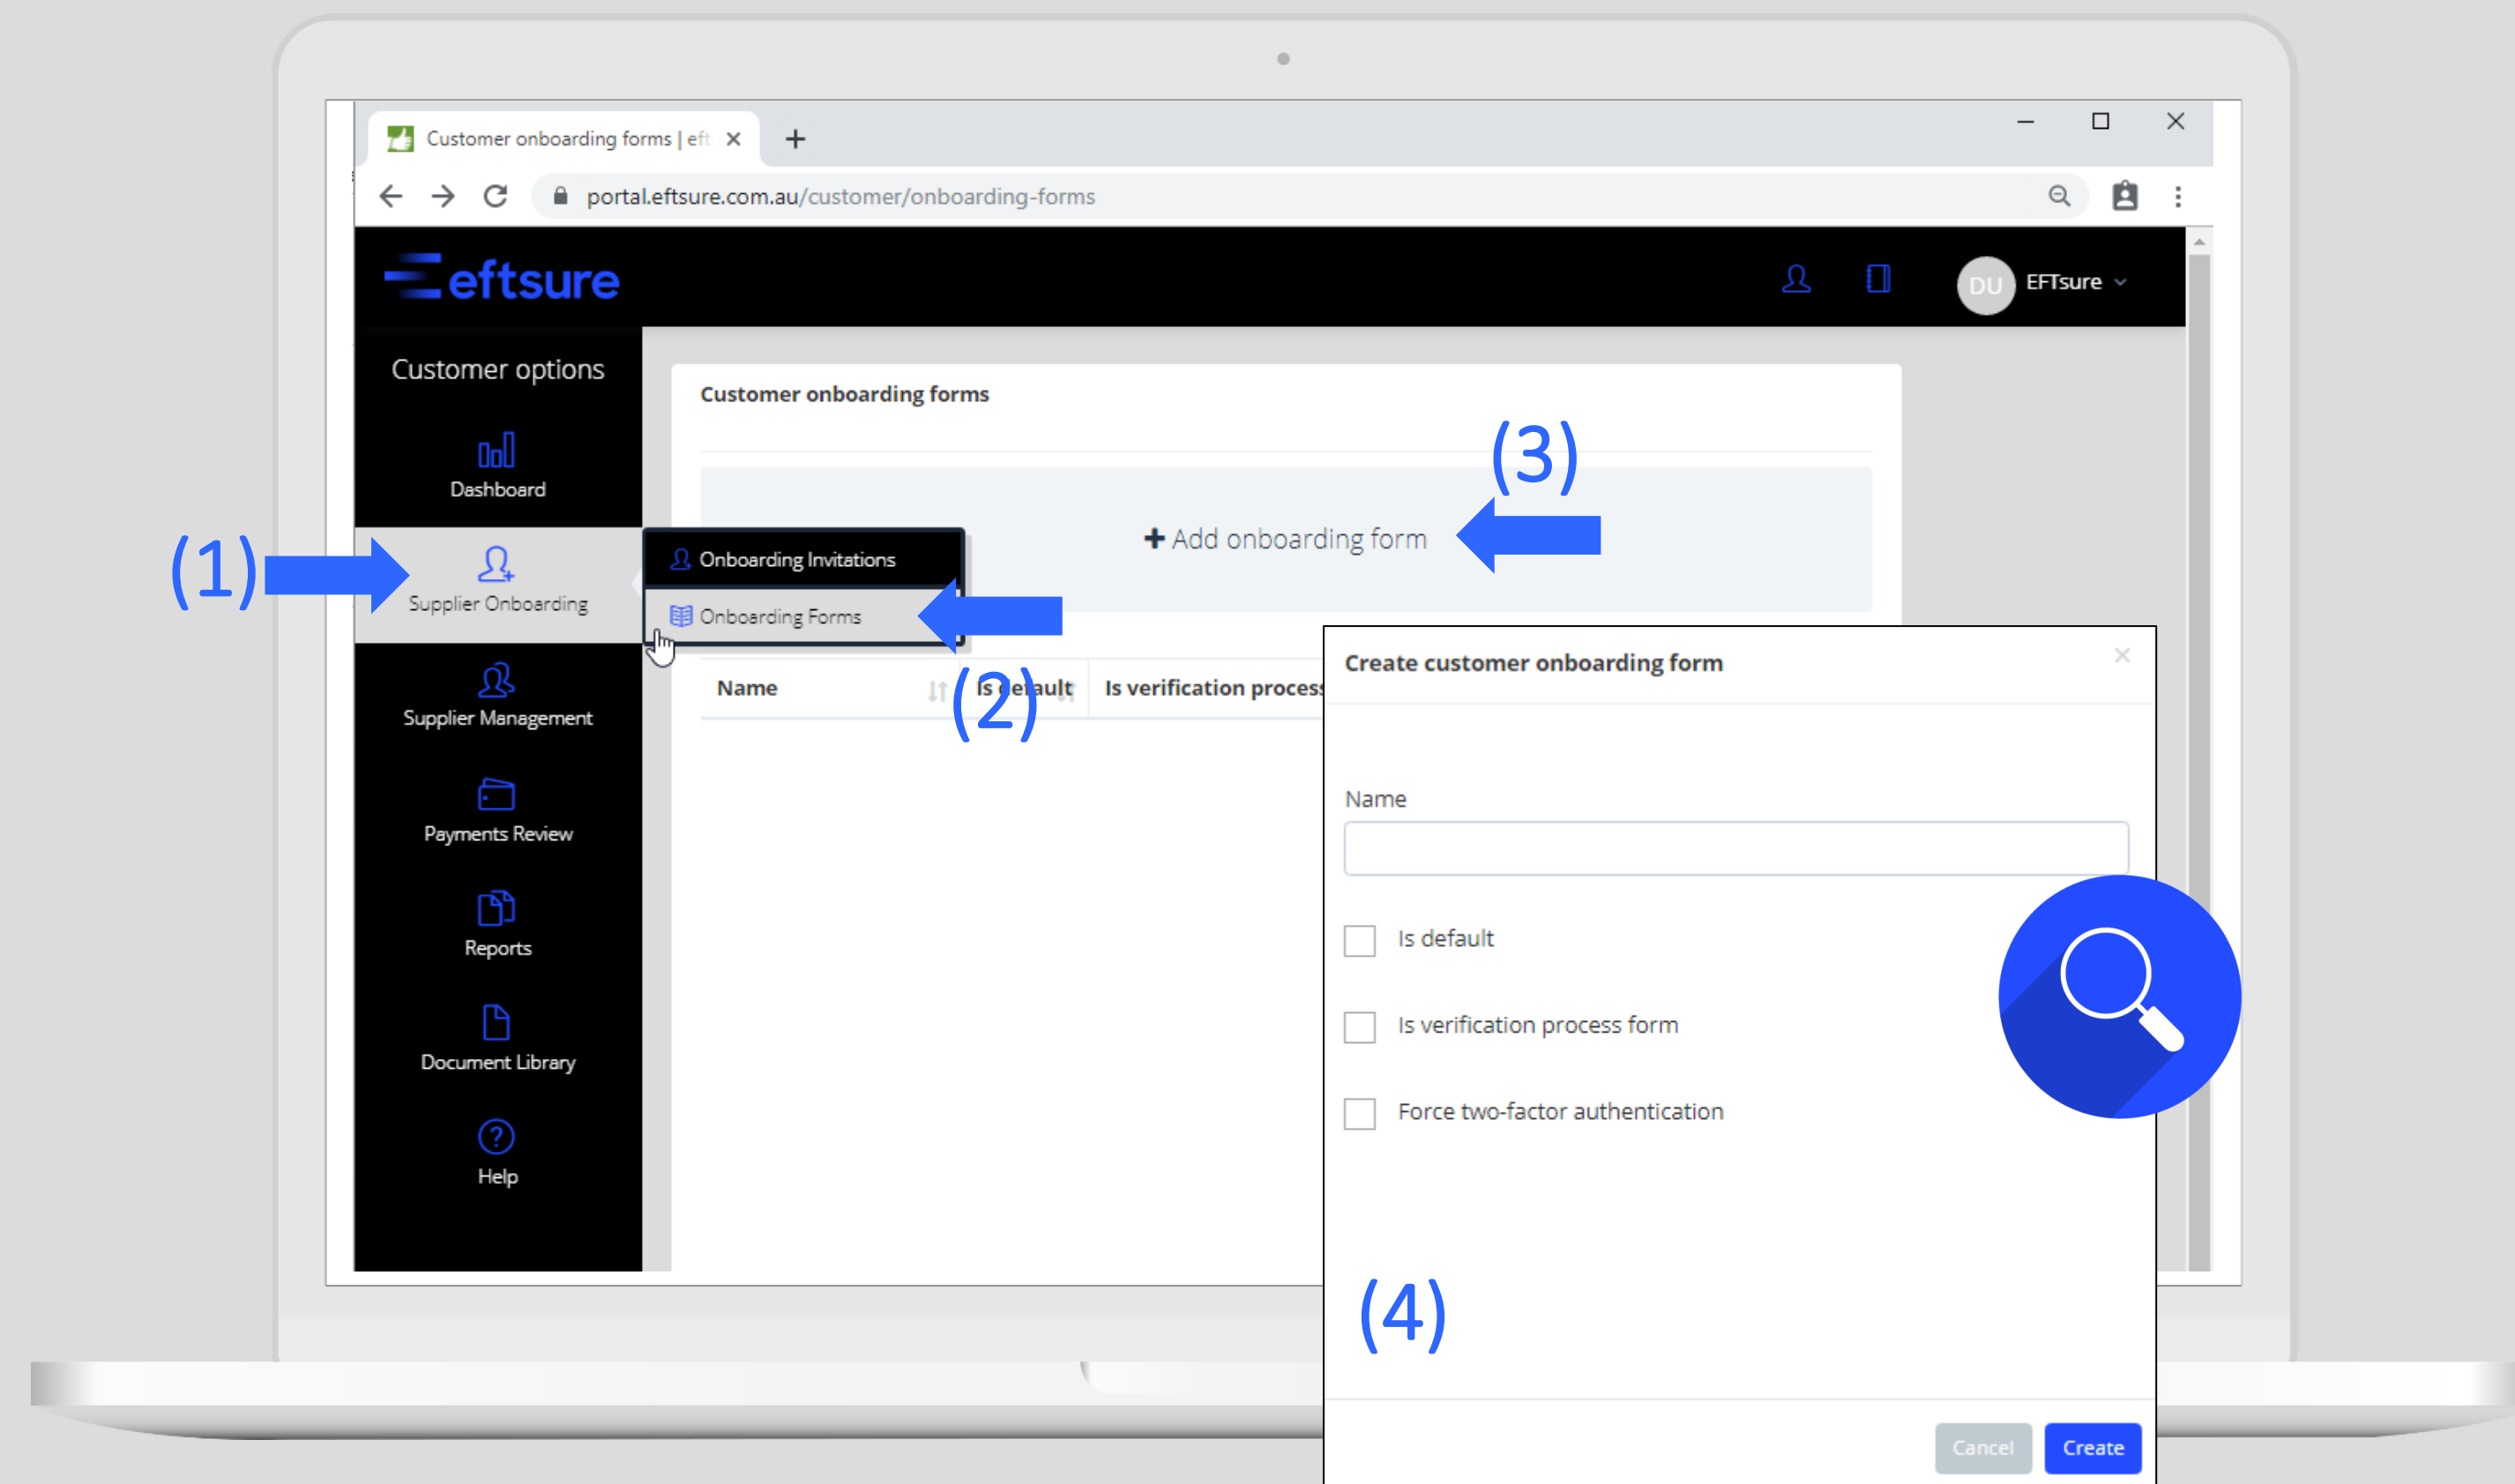 Customer onboarding forms | eft
portal.eftsure.com.au/customer/onboarding-forms
eftsure
DU
EFTsure
Customer options
Dashboard
Supplier Onboarding
Supplier Management
Payments Review
Reports
Document Library
Help
(1)
Onboarding Invitations
Onboarding Forms
(2)
Customer onboarding forms
(3)
+ Add onboarding form
Name
Is default
Is verification process
Create customer onboarding form
Name
Is default
Is verification process form
Force two-factor authentication
(4)
Cancel
Create